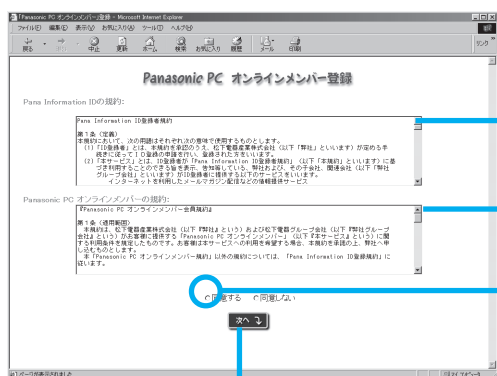 「Panasonic PC オンラインメンバー」登録 - Microsoft Internet Explorer
ファイル(F) 編集(E) 表示(V) お気に入り(A) ツール(T) ヘルプ(H)
戻る 中止 更新 ホーム 検索 お気に入り 履歴 メール 印刷 リンク
Panasonic PC オンラインメンバー登録
Pana Information IDの規約:
Pana Information ID登録者規約
第1条（定義）
本規約において、次の用語はそれぞれ次の意味で使用するものとします。
(1)「ID登録者」とは、本規約を承認のうえ、松下電器産業株式会社（以下「弊社」といいます）が定める手
続きに従ってＩＤ登録の申請を行い、登録された方をいいます。
(2)「本サービス」とは、ID登録者が「Pana Information ID登録者規約」（以下「本規約」といいます）に基
づき利用することのできる旨を表示、告知等している、弊社および、その子会社、関連会社（以下「弊社
グループ会社」といいます）がID登録者に提供する以下のサービスをいいます。
インターネットを利用したメールマガジン配信などの情報提供サービス
Panasonic PC オンラインメンバーの規約:
『Panasonic PC オンラインメンバー会員規約』
第１条（適用範囲）
本規約は、松下電器産業株式会社（以下『弊社』という）および松下電器グループ会社（以下『弊社グループ
会社』という）がお客様に提供する「Panasonic PC オンラインメンバー」（以下『本サービス』という）に関
する利用条件を規定したものです。お客様は本サービスへの利用を希望する場合、本規約を承諾の上、弊社へ申
し込むものとします。
本「Panasonic PC オンラインメンバー規約」以外の規約については、「Pana Information ID登録規約」に
従います。
同意する 同意しない
次へ
ページが表示されました
マイ コンピュータ